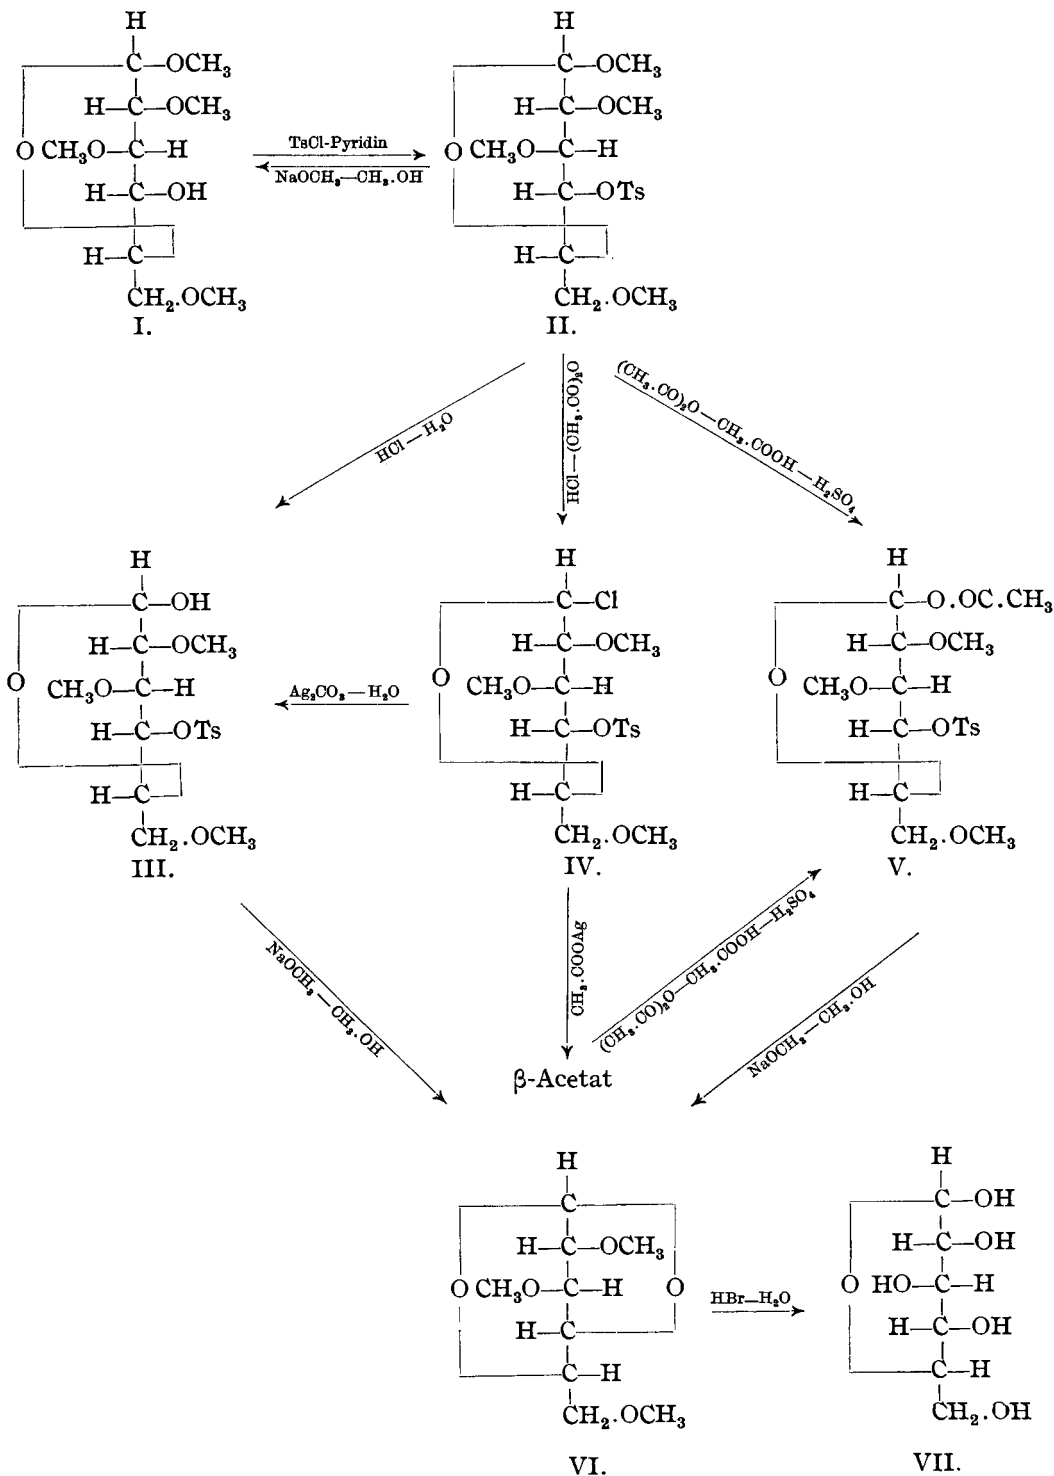 H H
C—OCH₃ C—OCH₃
H—C—OCH₃ H—C—OCH₃
O CH₃O—C—H TsCl-Pyridin O CH₃O—C—H
NaOCH₃—CH₃.OH
H—C—OH H—C—OTs
H—C H—C
CH₂.OCH₃ CH₂.OCH₃
I. II.
HCl—H₂O
HCl—(CH₃.CO)₂O
(CH₃.CO)₂O—CH₃.COOH—H₂SO₄
H H H
C—OH C—Cl C—O.OC.CH₃
H—C—OCH₃ H—C—OCH₃ H—C—OCH₃
O CH₃O—C—H Ag₂CO₃—H₂O O CH₃O—C—H O CH₃O—C—H
H—C—OTs H—C—OTs H—C—OTs
H—C H—C H—C
CH₂.OCH₃ CH₂.OCH₃ CH₂.OCH₃
III. IV. V.
NaOCH₃—CH₃.OH
CH₃.COOAg
(CH₃.CO)₂O—CH₃.COOH—H₂SO₄
NaOCH₃—CH₃.OH
β-Acetat
H H
C C—OH
H—C—OCH₃ H—C—OH
O CH₃O—C—H O HBr—H₂O O HO—C—H
H—C H—C—OH
C—H C—H
CH₂.OCH₃ CH₂.OH
VI. VII.